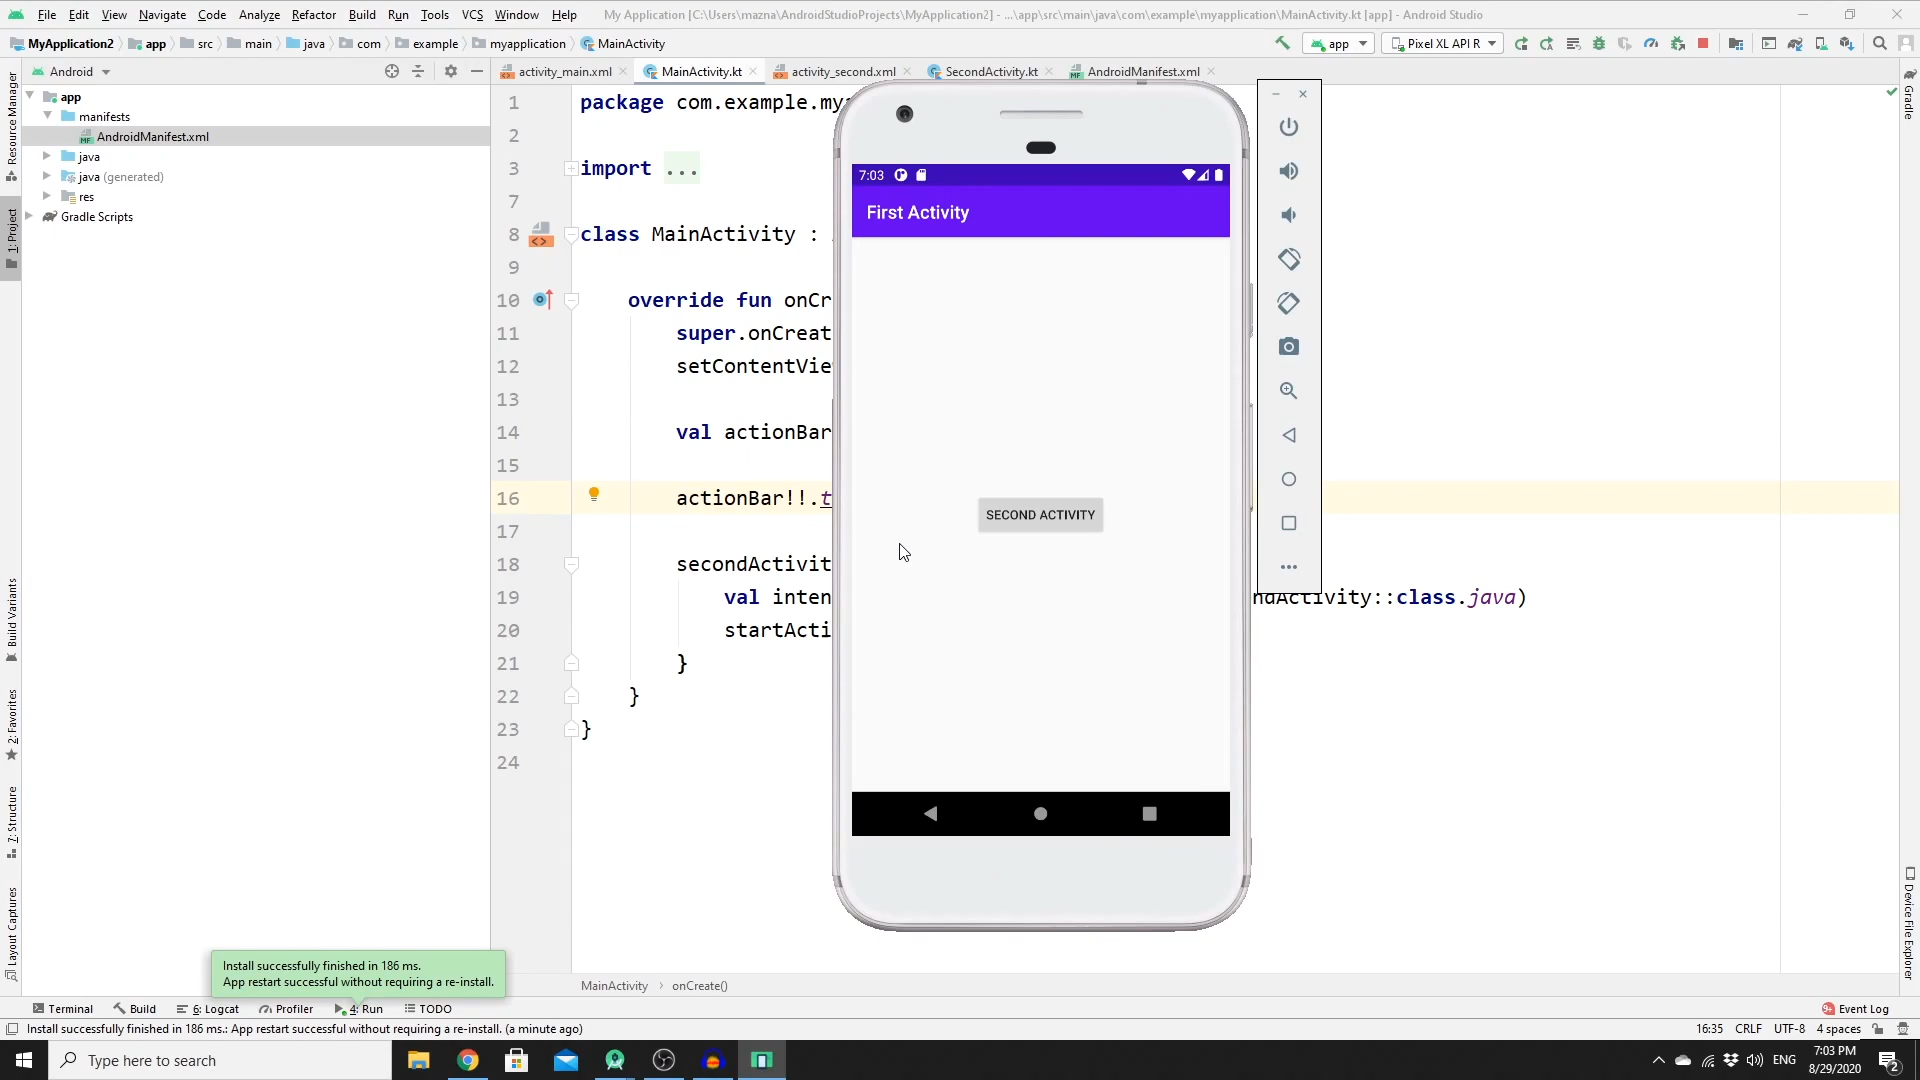 File Edit View Navigate Code Analyze Refactor Build Run Tools VCS Window Help My Application [C:\Users\mazna\AndroidStudioProjects\MyApplication2] - ...\app\src\main\java\com\example\myapplication\MainActivity.kt [app] - Android Studio
MyApplication2 app src main java com example myapplication MainActivity app Pixel XL API R
Android
activity_main.xml MainActivity.kt activity_second.xml SecondActivity.kt AndroidManifest.xml
app
manifests
AndroidManifest.xml
java
java (generated)
res
Gradle Scripts
Resource Manager
1: Project
Build Variants
2: Favorites
7: Structure
Layout Captures
Gradle
Device File Explorer
1 package com.example.mya
2
3 import ...
7
8 class MainActivity :
9
10 override fun onCr
11 super.onCreat
12 setContentVie
13
14 val actionBar
15
16 actionBar!!.t
17
18 secondActivit
19 val inten ndActivity::class.java)
20 startActi
21 }
22 }
23 }
24
7:03
First Activity
SECOND ACTIVITY
Install successfully finished in 186 ms.
App restart successful without requiring a re-install.
MainActivity onCreate()
Terminal Build 6: Logcat Profiler 4: Run TODO Event Log
Install successfully finished in 186 ms.: App restart successful without requiring a re-install. (a minute ago) 16:35 CRLF UTF-8 4 spaces
Type here to search
ENG
7:03 PM
8/29/2020
2